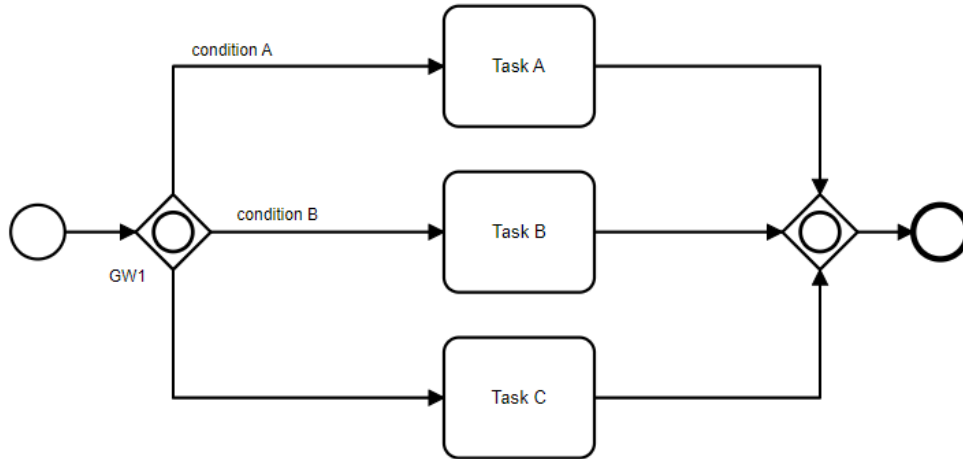 condition A
Task A
condition B
Task B
GW1
Task C